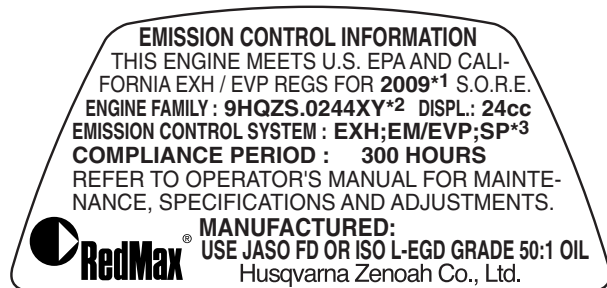 EMISSION CONTROL INFORMATION
THIS ENGINE MEETS U.S. EPA AND CALI-
FORNIA EXH / EVP REGS FOR 2009*1 S.O.R.E.
ENGINE FAMILY : 9HQZS.0244XY*2 DISPL.: 24cc
EMISSION CONTROL SYSTEM : EXH;EM/EVP;SP*3
COMPLIANCE PERIOD : 300 HOURS
REFER TO OPERATOR'S MANUAL FOR MAINTE-
NANCE, SPECIFICATIONS AND ADJUSTMENTS.
MANUFACTURED:
RedMax® USE JASO FD OR ISO L-EGD GRADE 50:1 OIL
Husqvarna Zenoah Co., Ltd.